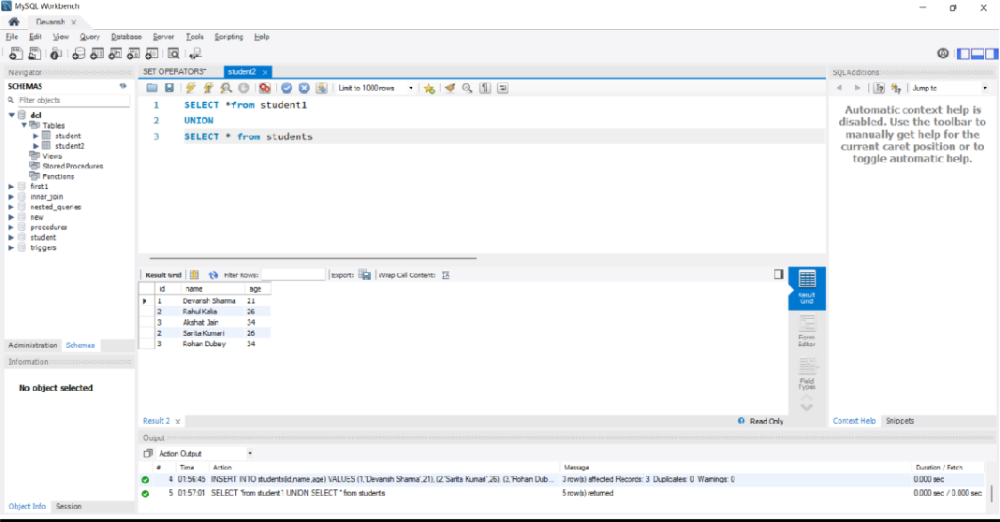 MySQL Workbench
Devansh x
File Edit View Query Database Server Tools Scripting Help
Navigator
SCHEMAS
Filter objects
dcl
Tables
student
student2
Views
Stored Procedures
Functions
first1
inner_join
nested_queries
new
procedures
student
triggers
Administration Schemas
Information
No object selected
Object Info Session
SET OPERATORS* student2 x
Limit to 1000 rows
1 SELECT *from student1
2 UNION
3 SELECT * from students
Result Grid Filter Rows: Export: Wrap Cell Content:
id name age
1 Devansh Sharma 21
2 Rahul Kalia 26
3 Akshat Jain 34
2 Sarita Kumari 26
3 Rohan Dubey 34
Result Grid
Form Editor
Field Types
Result 2 x Read Only
Output
Action Output
# Time Action Message Duration / Fetch
4 01:56:45 INSERT INTO students(id,name,age) VALUES (1,'Devansh Sharma',21), (2,'Sarita Kumari',26), (3,'Rohan Dub... 3 row(s) affected Records: 3 Duplicates: 0 Warnings: 0 0.000 sec
5 01:57:01 SELECT *from student1 UNION SELECT * from students 5 row(s) returned 0.000 sec / 0.000 sec
SQLAdditions
Jump to
Automatic context help is
disabled. Use the toolbar to
manually get help for the
current caret position or to
toggle automatic help.
Context Help Snippets